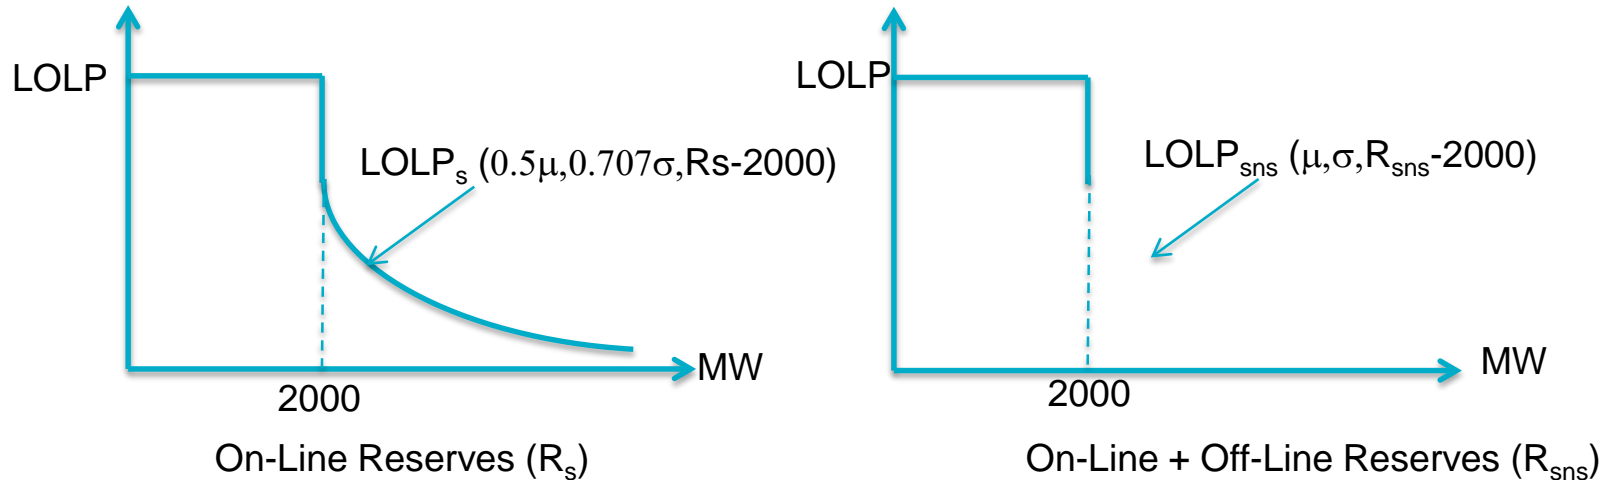 LOLP
LOLPs (0.5μ,0.707σ,Rs-2000)
MW
2000
On-Line Reserves (Rs)
LOLP
LOLPsns (μ,σ,Rsns-2000)
MW
2000
On-Line + Off-Line Reserves (Rsns)